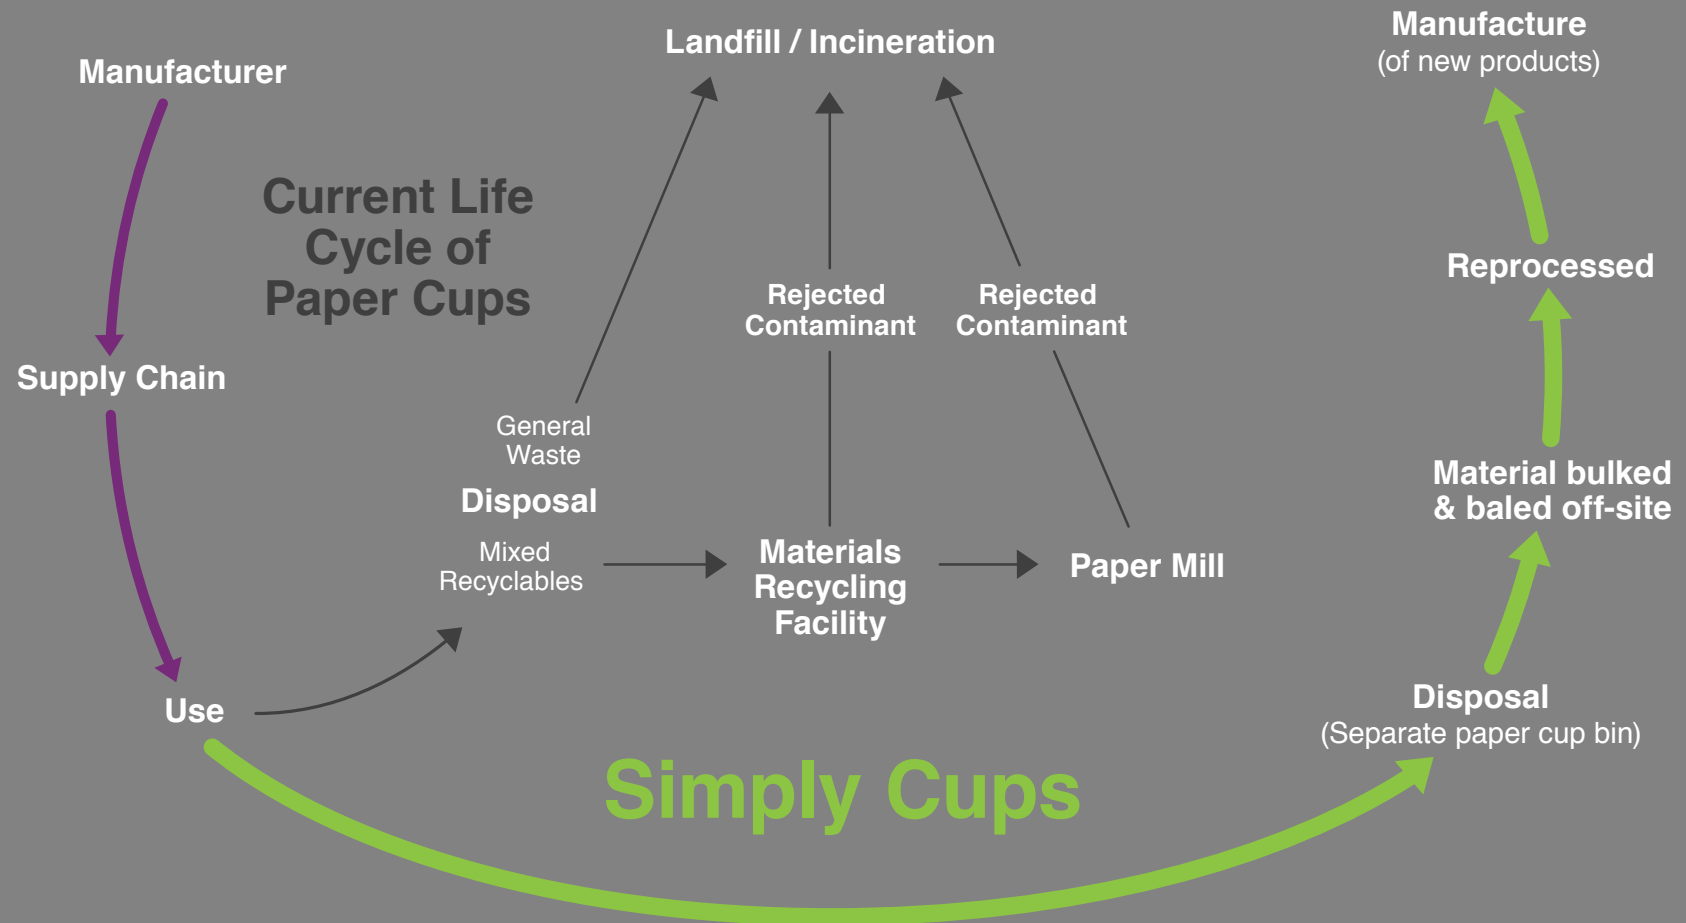 Manufacturer
Landfill / Incineration
Manufacture
(of new products)
Current Life
Cycle of
Paper Cups
Rejected
Contaminant
Rejected
Contaminant
Reprocessed
Supply Chain
General
Waste
Disposal
Mixed
Recyclables
Materials
Recycling
Facility
Paper Mill
Material bulked
& baled off-site
Use
Disposal
(Separate paper cup bin)
Simply Cups